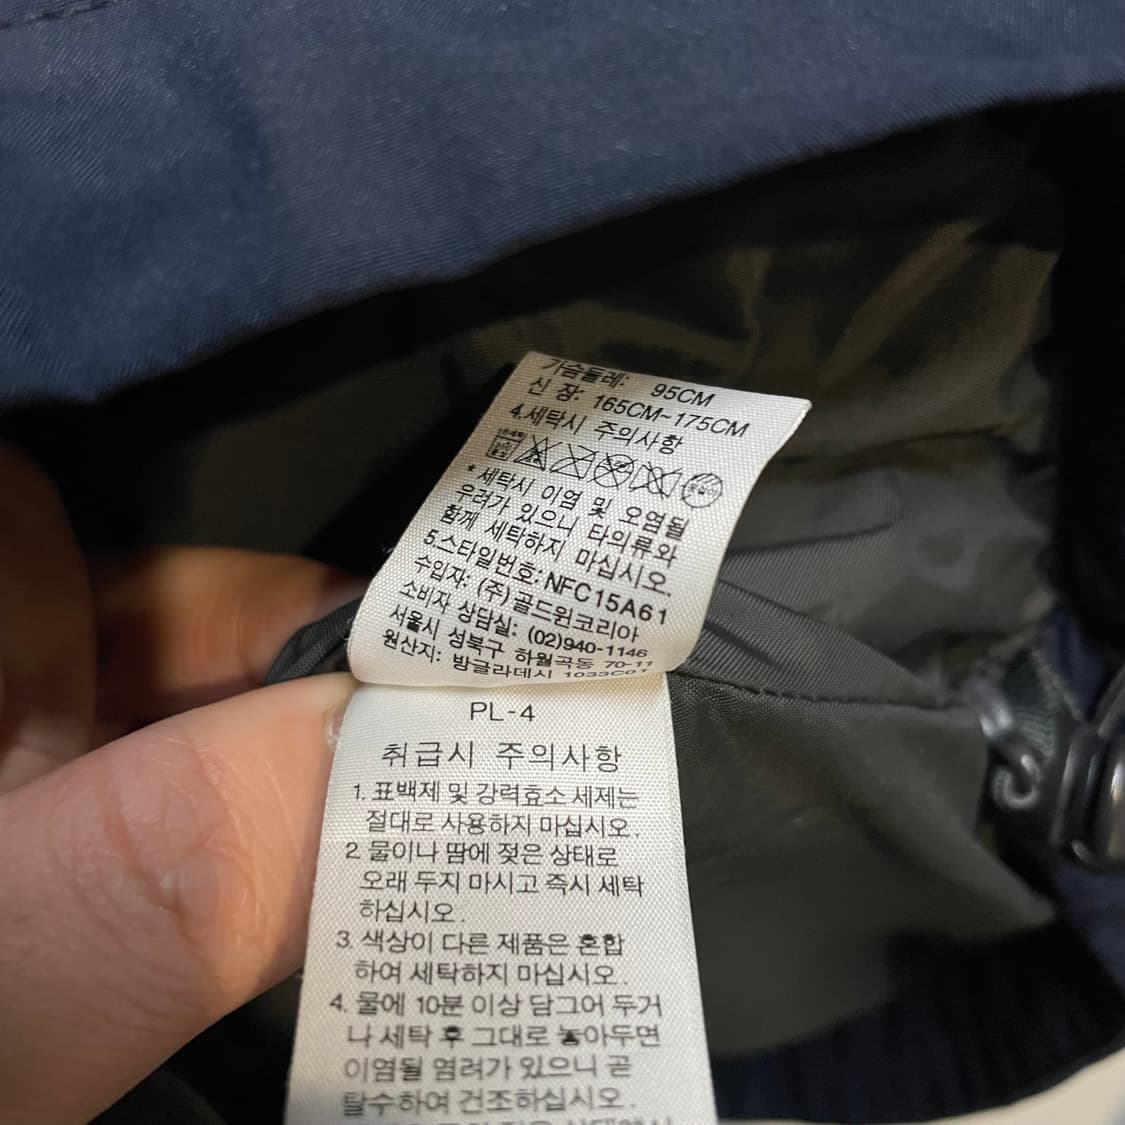 가슴둘레: 95CM
신 장: 165CM~175CM
4.세탁시 주의사항
* 세탁시 이염 및 오염될
우려가 있으니 타의류와
함께 세탁하지 마십시오.
5.스타일번호: NFC15A61
수입자: (주)골드윈코리아
소비자 상담실: (02)940-1146
서울시 성북구 하월곡동 70-11
원산지: 방글라데시 1033C01
PL-4
취급시 주의사항
1. 표백제 및 강력효소 세제는
절대로 사용하지 마십시오.
2. 물이나 땀에 젖은 상태로
오래 두지 마시고 즉시 세탁
하십시오.
3. 색상이 다른 제품은 혼합
하여 세탁하지 마십시오.
4. 물에 10분 이상 담그어 두거
나 세탁 후 그대로 놓아두면
이염될 염려가 있으니 곧
탈수하여 건조하십시오.